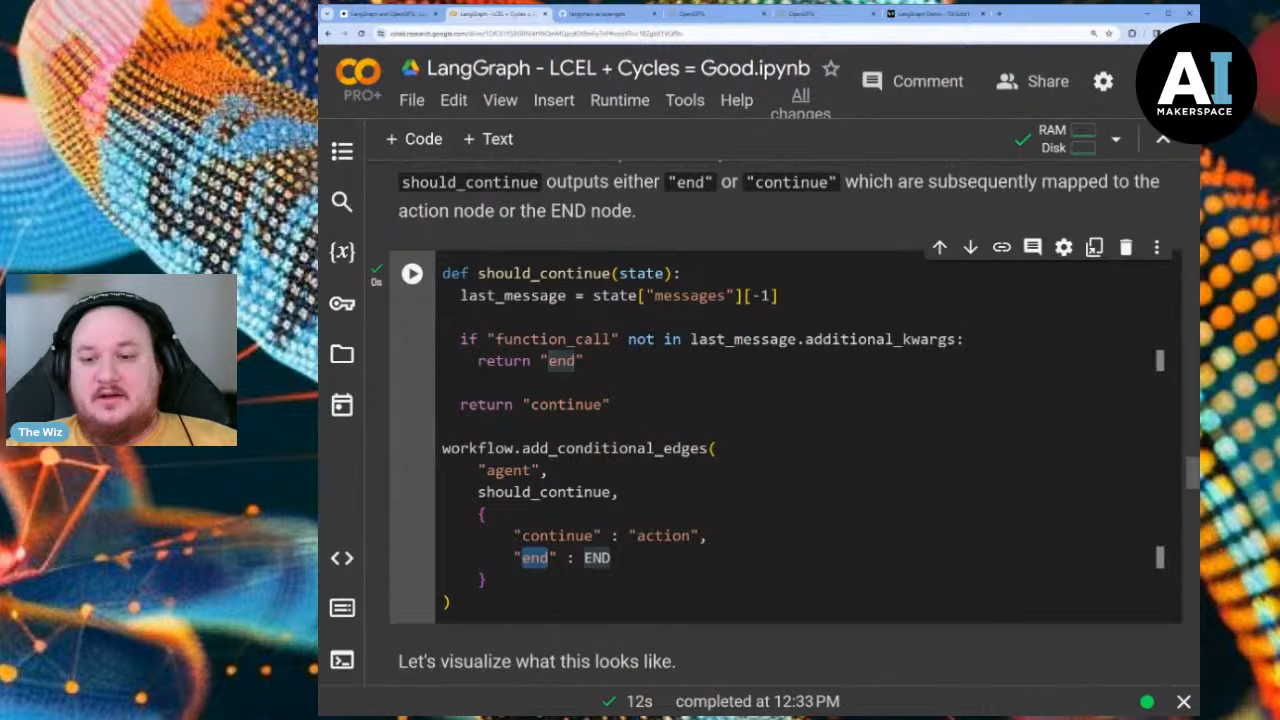 LangGraph - LCEL + Cycles = Good.ipynb
PRO+
File Edit View Insert Runtime Tools Help
All changes
Comment
Share
AI
MAKERSPACE
+ Code + Text
RAM
Disk
should_continue outputs either "end" or "continue" which are subsequently mapped to the
action node or the END node.
0s
def should_continue(state):
last_message = state["messages"][-1]
if "function_call" not in last_message.additional_kwargs:
return "end"
return "continue"
workflow.add_conditional_edges(
"agent",
should_continue,
{
"continue" : "action",
"end" : END
}
)
Let's visualize what this looks like.
12s completed at 12:33 PM
The Wiz